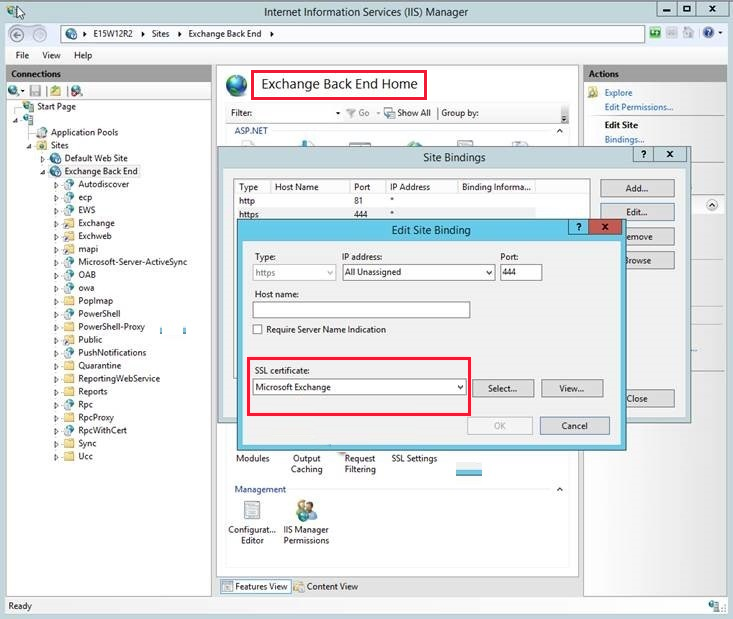 Internet Information Services (IIS) Manager
E15W12R2 Sites Exchange Back End
File View Help
Connections
Start Page
Application Pools
Sites
Default Web Site
Exchange Back End
Autodiscover
ecp
EWS
Exchange
Exchweb
mapi
Microsoft-Server-ActiveSync
OAB
owa
PopImap
PowerShell
PowerShell-Proxy
Public
PushNotifications
Quarantine
ReportingWebService
Reports
Rpc
RpcProxy
RpcWithCert
Sync
Ucc
Exchange Back End Home
Filter: Go Show All Group by:
ASP.NET
Site Bindings
? X
Type Host Name Port IP Address Binding Informa...
http 81 *
https 444 *
Add...
Edit...
emove
rowse
Close
Edit Site Binding
? X
Type: IP address: Port:
https All Unassigned 444
Host name:
Require Server Name Indication
SSL certificate:
Microsoft Exchange Select... View...
OK Cancel
Modules Output Caching Request Filtering SSL Settings
Management
Configurat... Editor IIS Manager Permissions
Features View Content View
Actions
Explore
Edit Permissions...
Edit Site
Bindings...
Ready